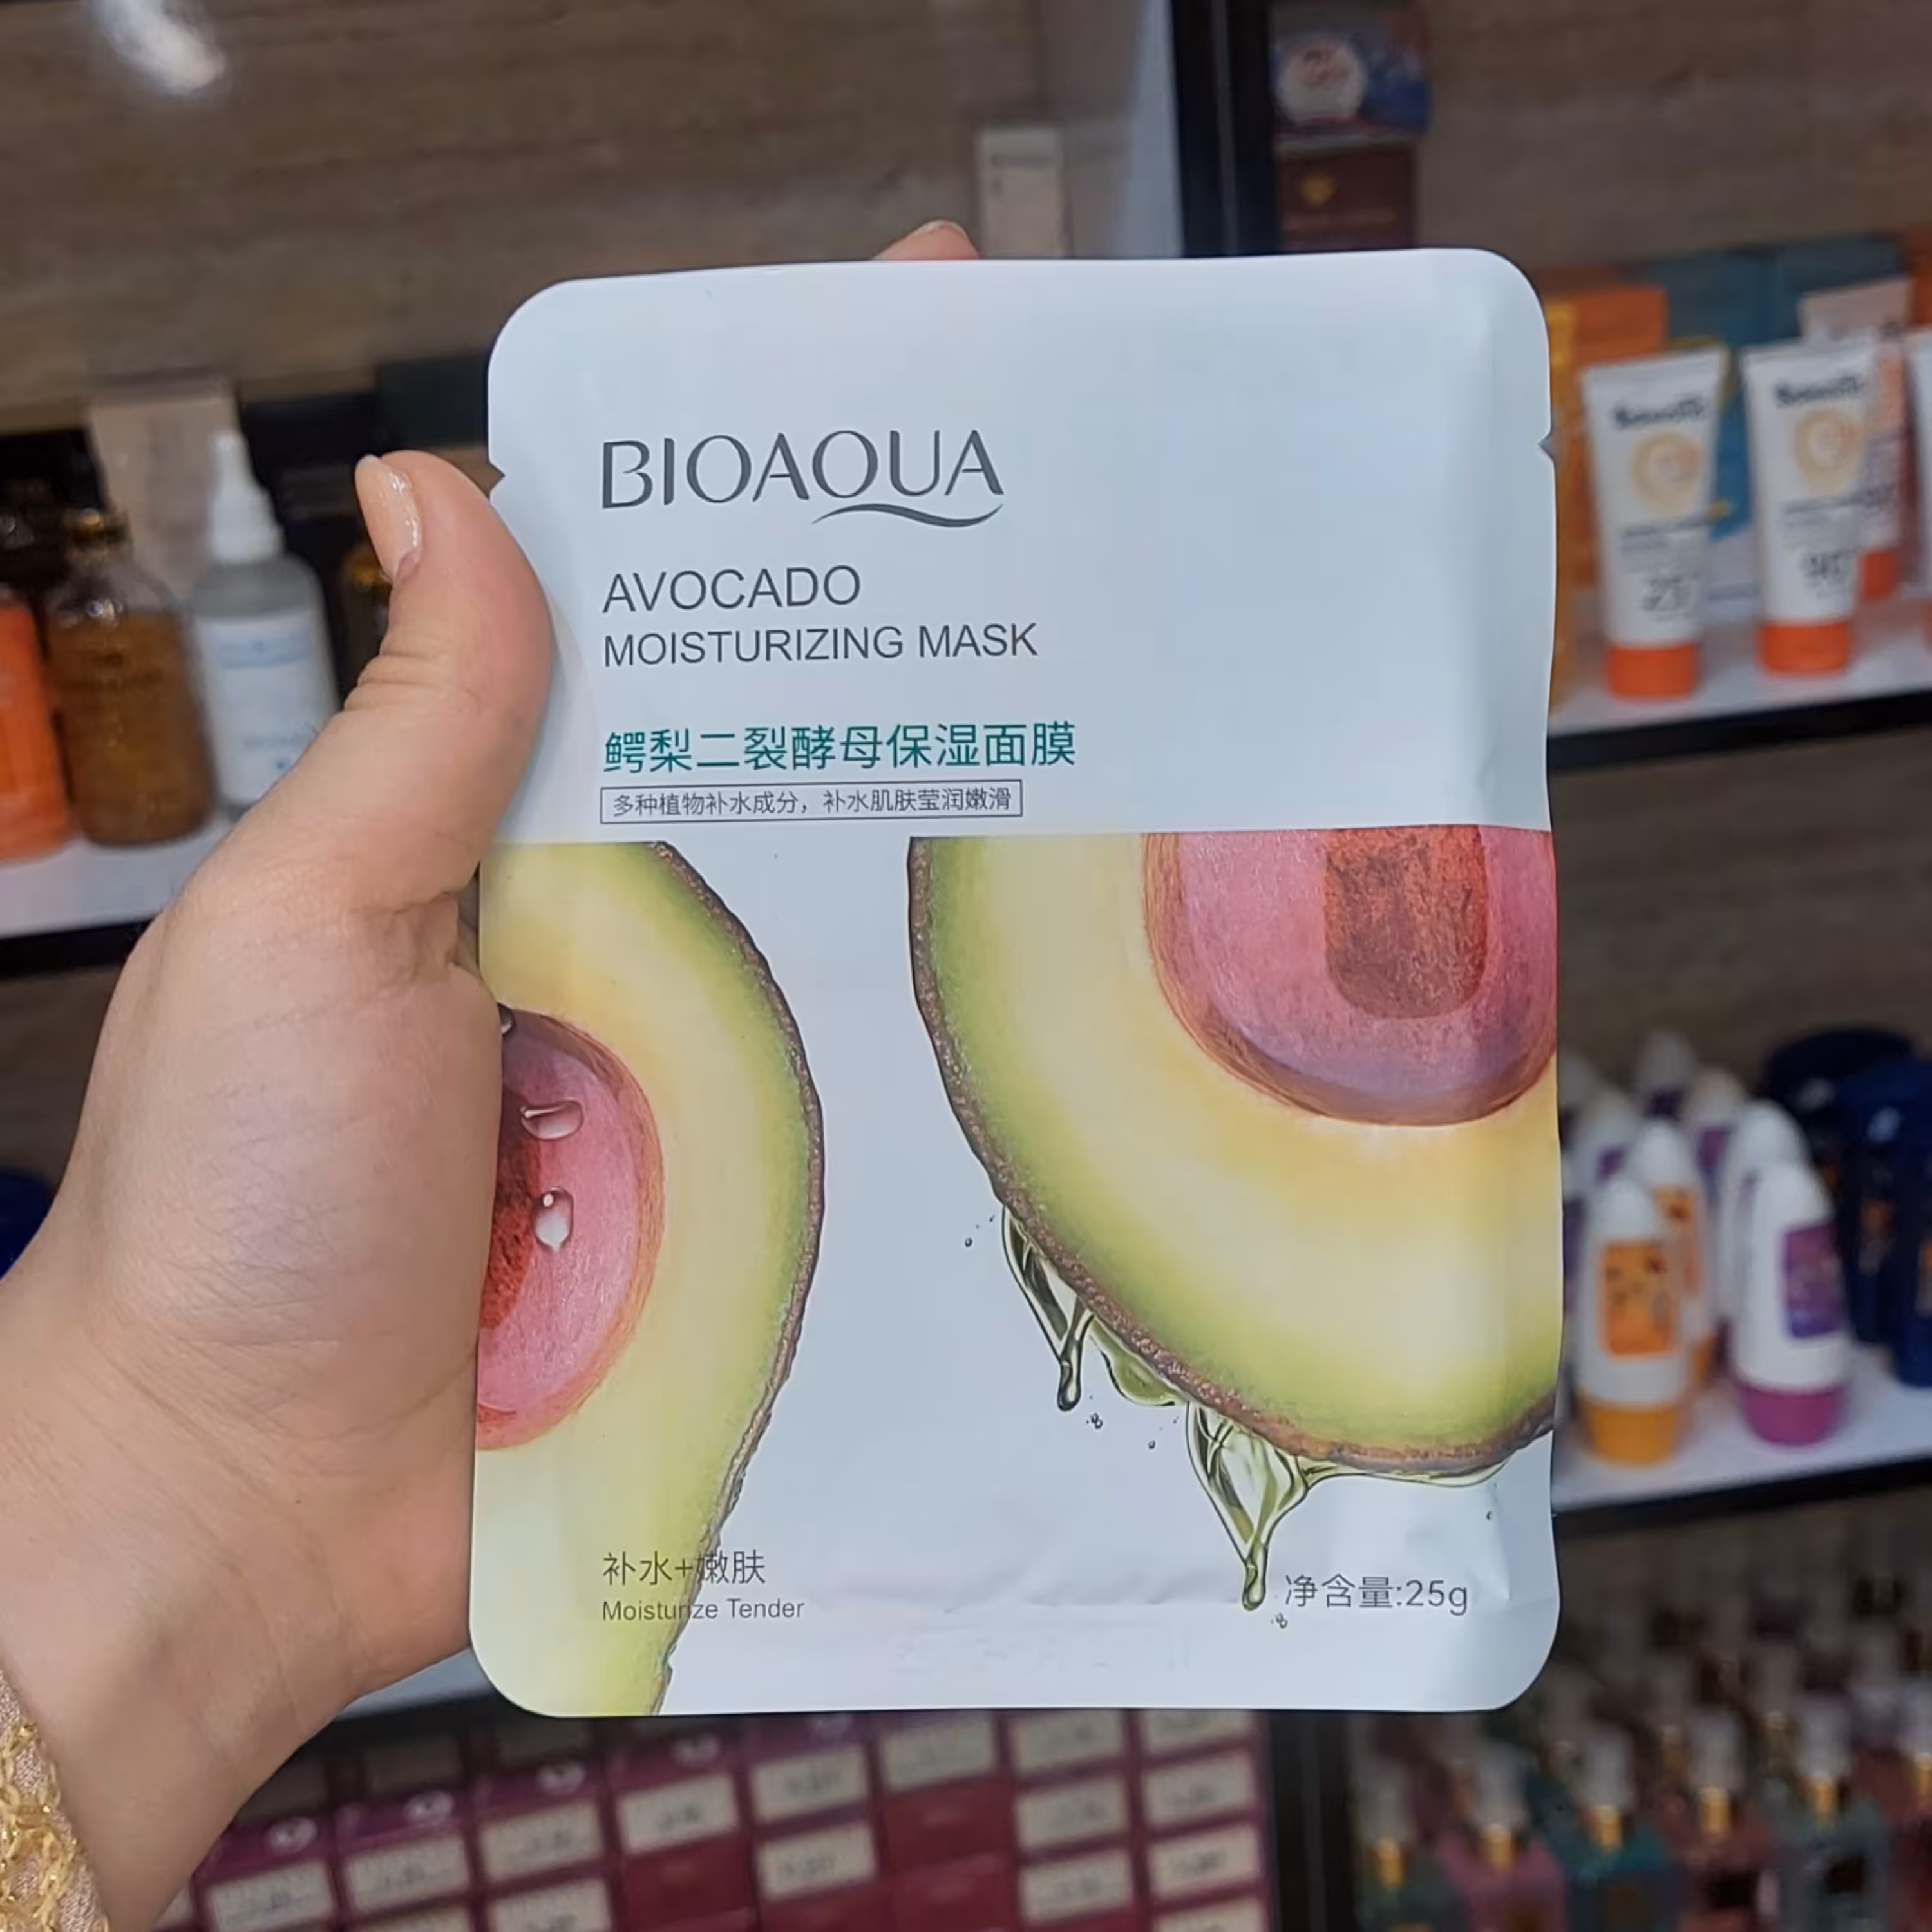 BIOAQUA
AVOCADO
MOISTURIZING MASK
鳄梨二裂酵母保湿面膜
多种植物补水成分，补水肌肤莹润嫩滑
补水+嫩肤
Moisturize Tender
净含量:25g